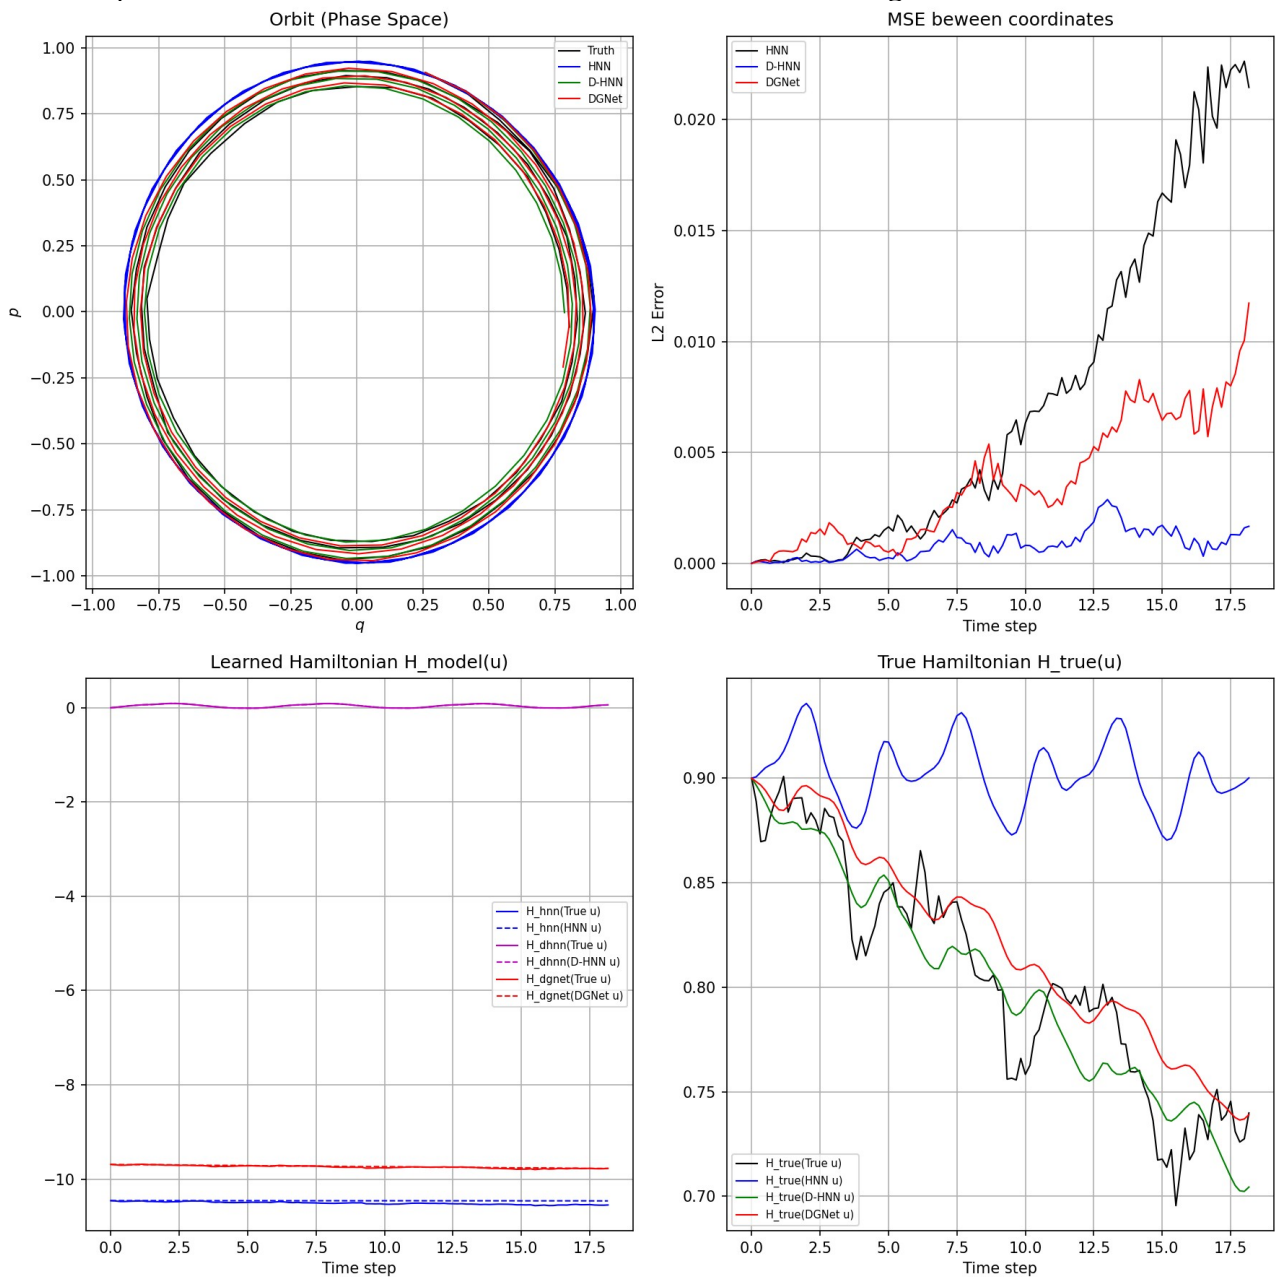 Orbit (Phase Space)
1.00
0.75
0.50
0.25
0.00
−0.25
−0.50
−0.75
−1.00
p
−1.00 −0.75 −0.50 −0.25 0.00 0.25 0.50 0.75 1.00
q
Truth
HNN
D-HNN
DGNet
MSE beween coordinates
0.020
0.015
0.010
0.005
0.000
L2 Error
0.0 2.5 5.0 7.5 10.0 12.5 15.0 17.5
Time step
HNN
D-HNN
DGNet
Learned Hamiltonian H_model(u)
0
−2
−4
−6
−8
−10
0.0 2.5 5.0 7.5 10.0 12.5 15.0 17.5
Time step
H_hnn(True u)
H_hnn(HNN u)
H_dhnn(True u)
H_dhnn(D-HNN u)
H_dgnet(True u)
H_dgnet(DGNet u)
True Hamiltonian H_true(u)
0.90
0.85
0.80
0.75
0.70
0.0 2.5 5.0 7.5 10.0 12.5 15.0 17.5
Time step
H_true(True u)
H_true(HNN u)
H_true(D-HNN u)
H_true(DGNet u)